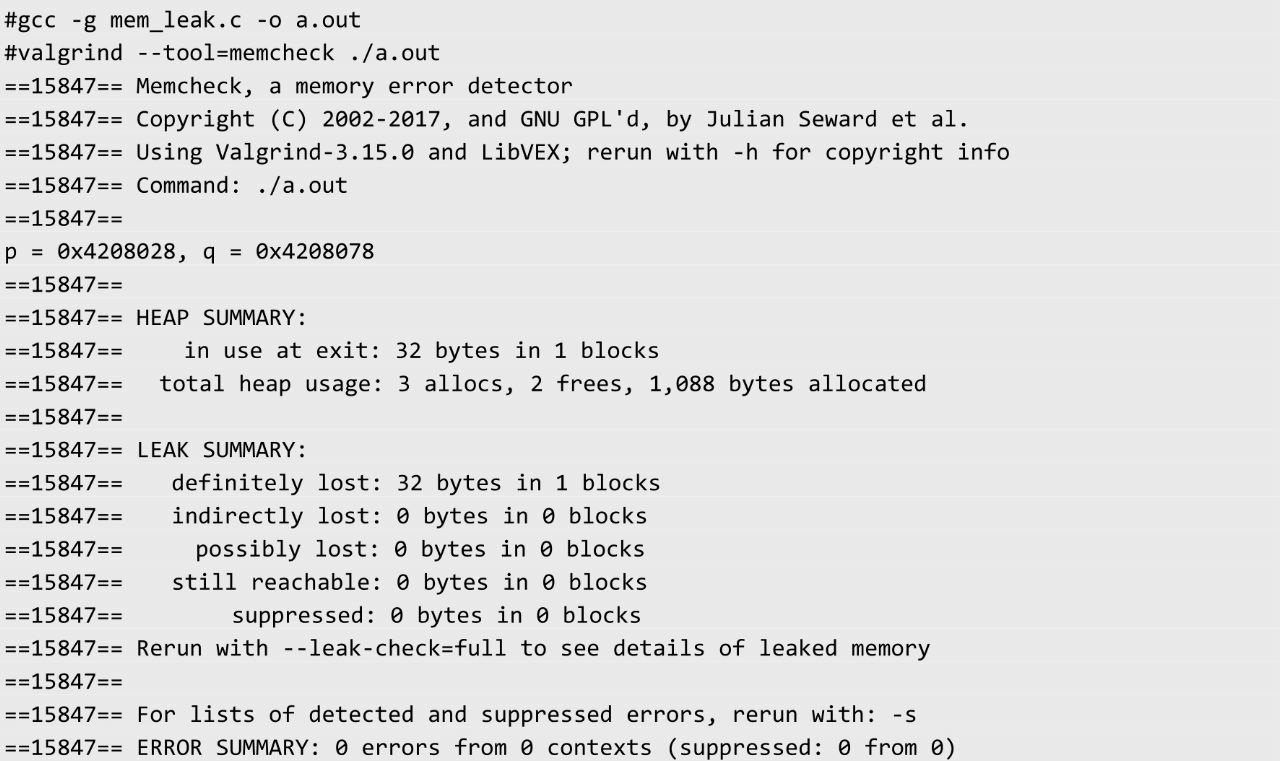 #gcc -g mem_leak.c -o a.out
#valgrind --tool=memcheck ./a.out
==15847== Memcheck, a memory error detector
==15847== Copyright (C) 2002-2017, and GNU GPL'd, by Julian Seward et al.
==15847== Using Valgrind-3.15.0 and LibVEX; rerun with -h for copyright info
==15847== Command: ./a.out
==15847==
p = 0x4208028, q = 0x4208078
==15847==
==15847== HEAP SUMMARY:
==15847==     in use at exit: 32 bytes in 1 blocks
==15847==   total heap usage: 3 allocs, 2 frees, 1,088 bytes allocated
==15847==
==15847== LEAK SUMMARY:
==15847==    definitely lost: 32 bytes in 1 blocks
==15847==    indirectly lost: 0 bytes in 0 blocks
==15847==      possibly lost: 0 bytes in 0 blocks
==15847==    still reachable: 0 bytes in 0 blocks
==15847==         suppressed: 0 bytes in 0 blocks
==15847== Rerun with --leak-check=full to see details of leaked memory
==15847==
==15847== For lists of detected and suppressed errors, rerun with: -s
==15847== ERROR SUMMARY: 0 errors from 0 contexts (suppressed: 0 from 0)